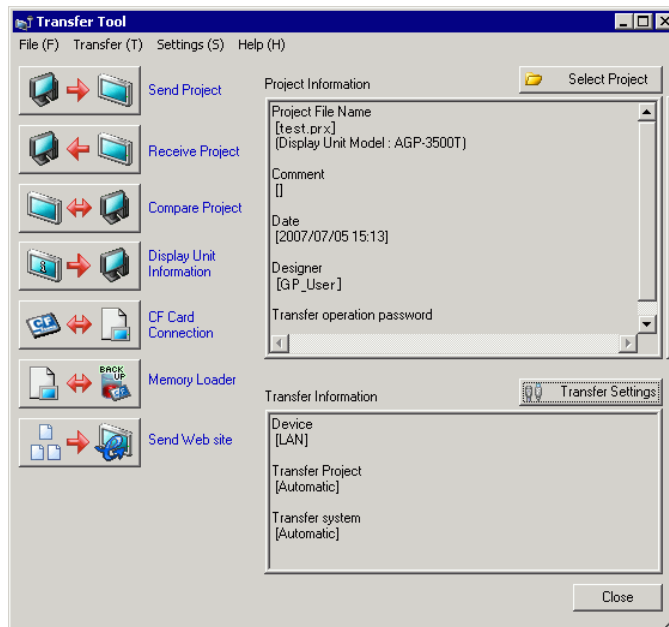 Transfer Tool
File (F) Transfer (T) Settings (S) Help (H)
Send Project
Receive Project
Compare Project
Display Unit
Information
CF
CF Card
Connection
BACK
UP
CF
Memory Loader
Send Web site
Project Information
Select Project
Project File Name
[test.prx]
(Display Unit Model : AGP-3500T)
Comment
[]
Date
[2007/07/05 15:13]
Designer
[GP_User]
Transfer operation password
Transfer Information
Transfer Settings
Device
[LAN]
Transfer Project
[Automatic]
Transfer system
[Automatic]
Close